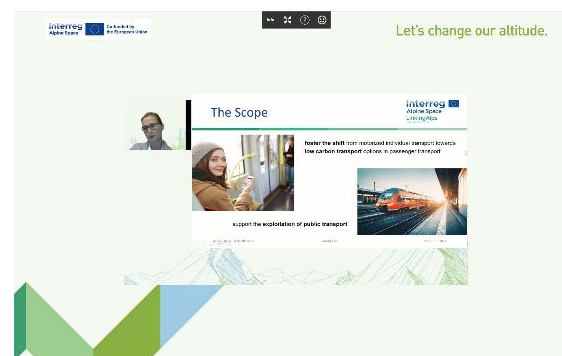 Interreg
Alpine Space
Co-funded by
the European Union
Let's change our altitude.
The Scope
Interreg
Alpine Space
LinkingAlps
foster the shift from motorized individual transport towards
low carbon transport options in passenger transport
support the exploitation of public transport